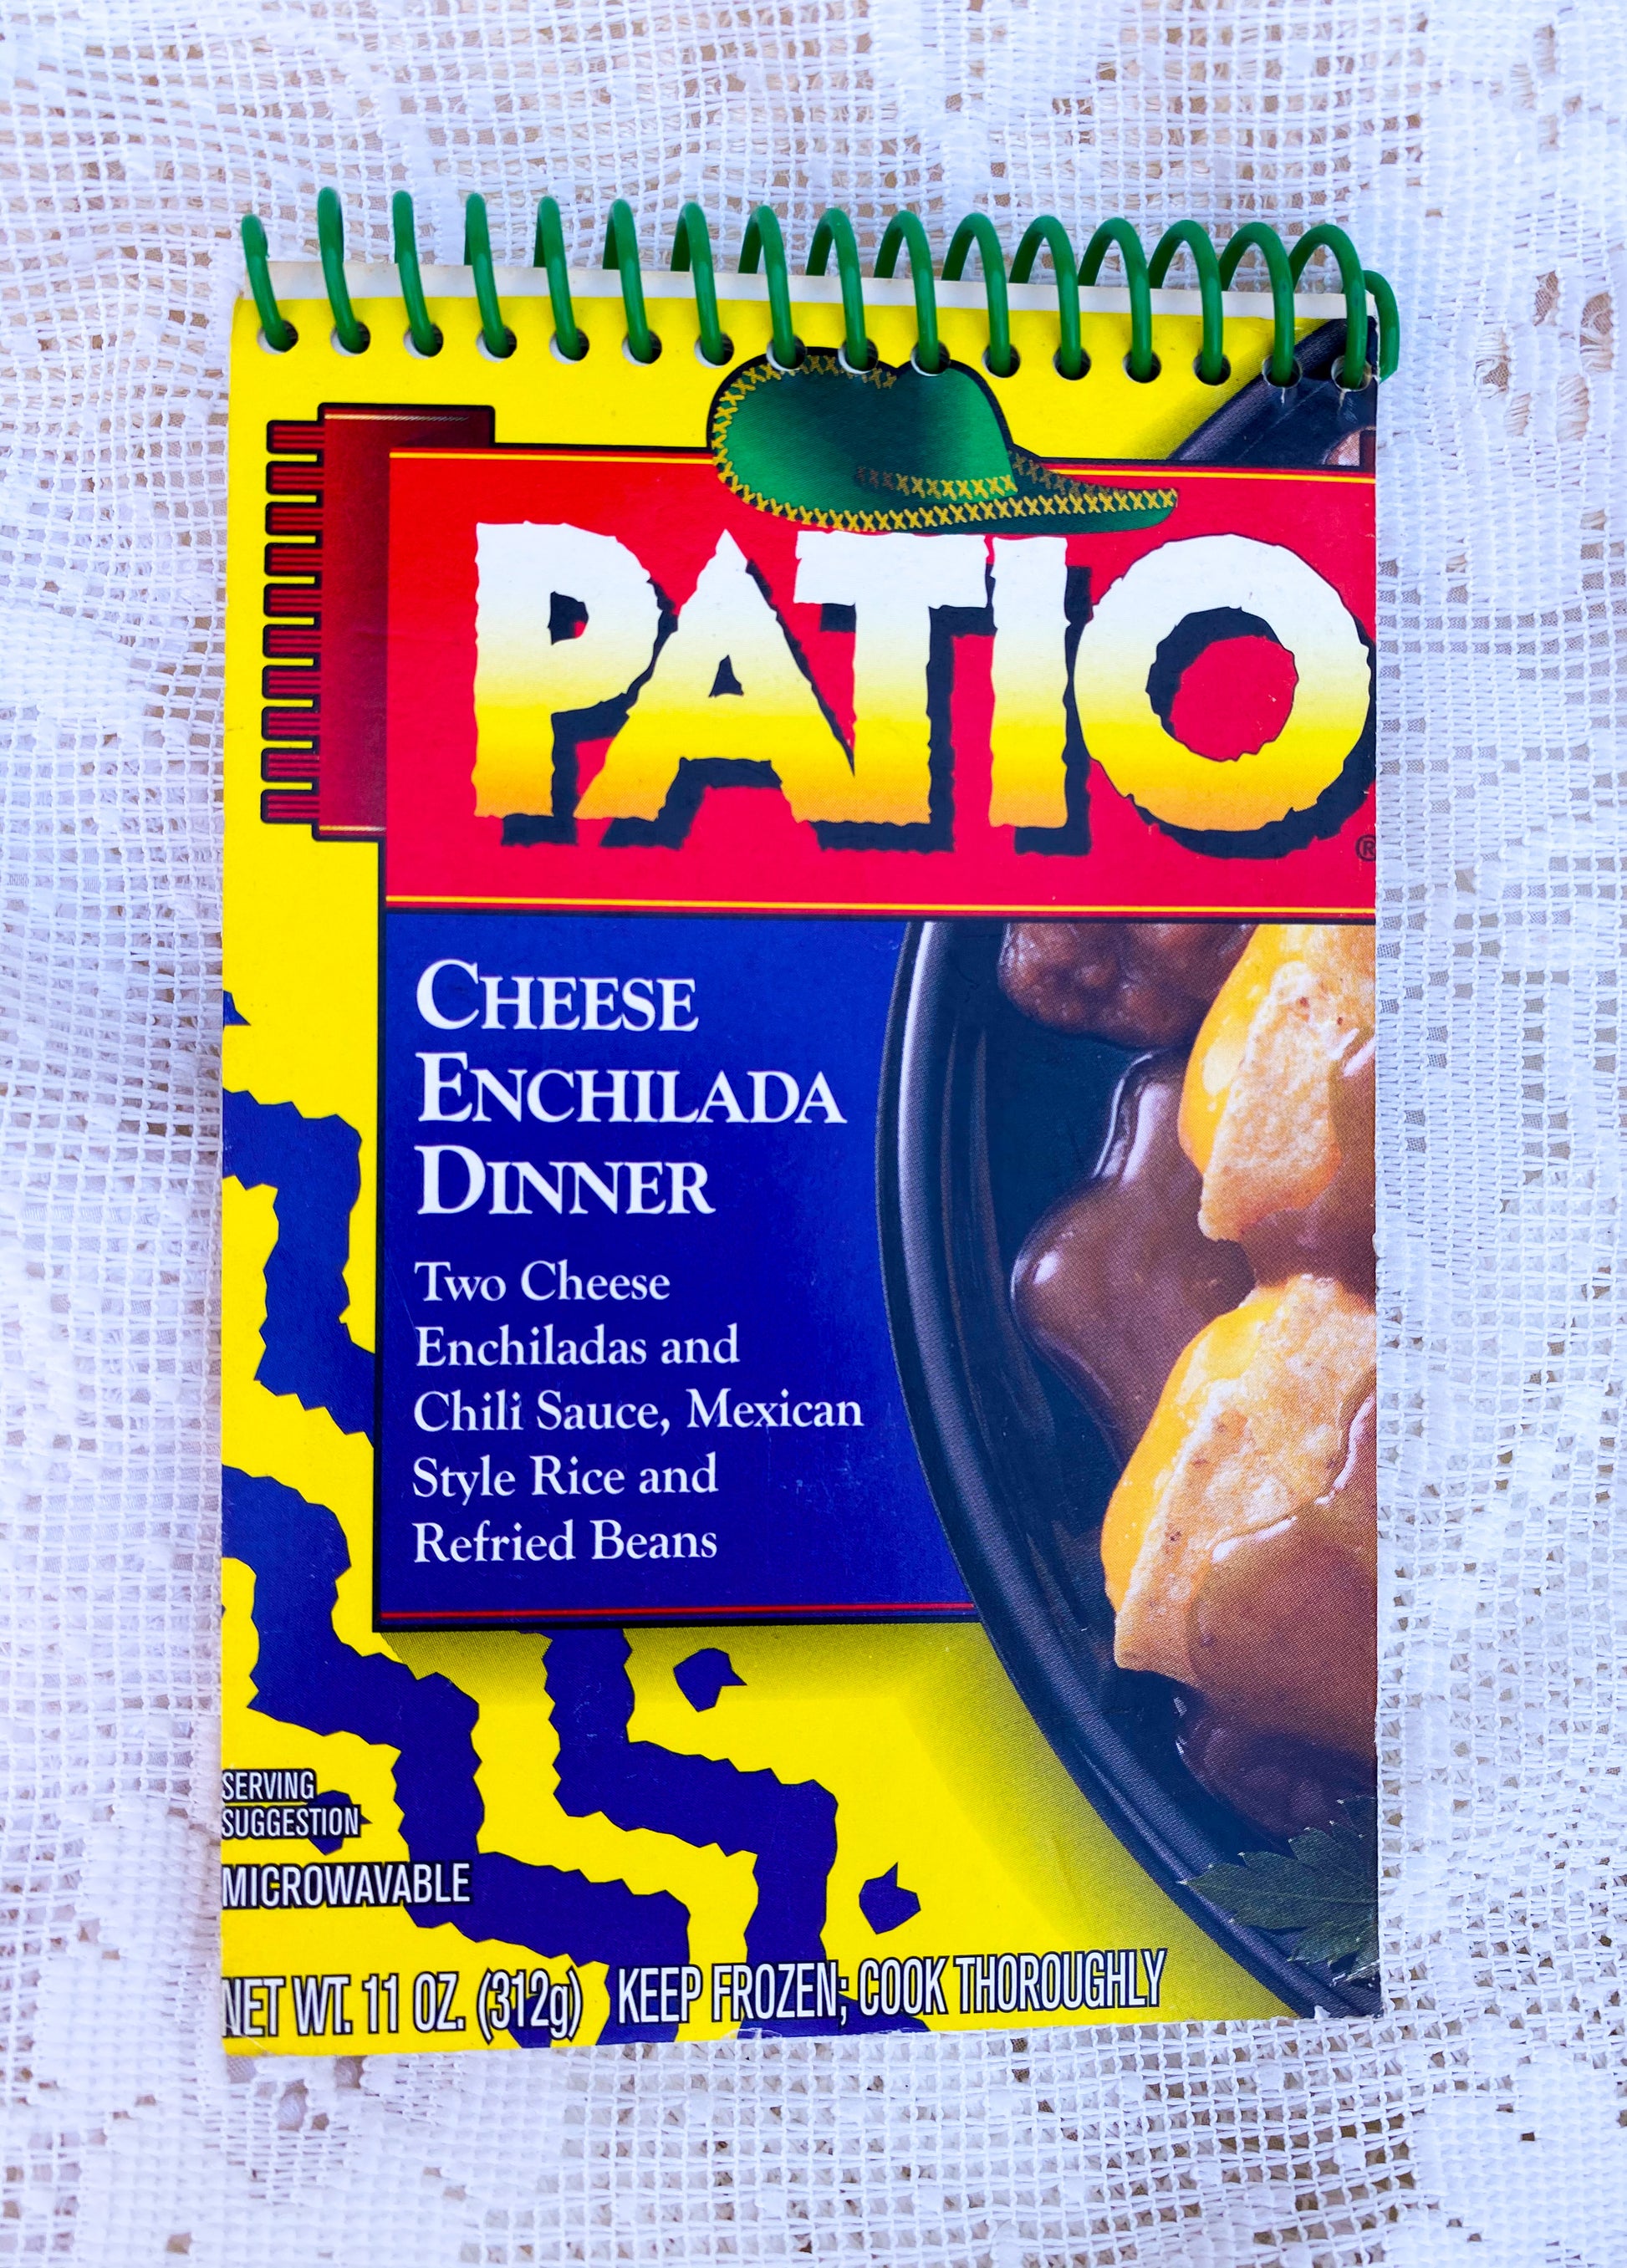 PATIO
®
CHEESE
ENCHILADA
DINNER
Two Cheese
Enchiladas and
Chili Sauce, Mexican
Style Rice and
Refried Beans
SERVING
SUGGESTION
MICROWAVABLE
NET WT. 11 OZ. (312g) KEEP FROZEN; COOK THOROUGHLY